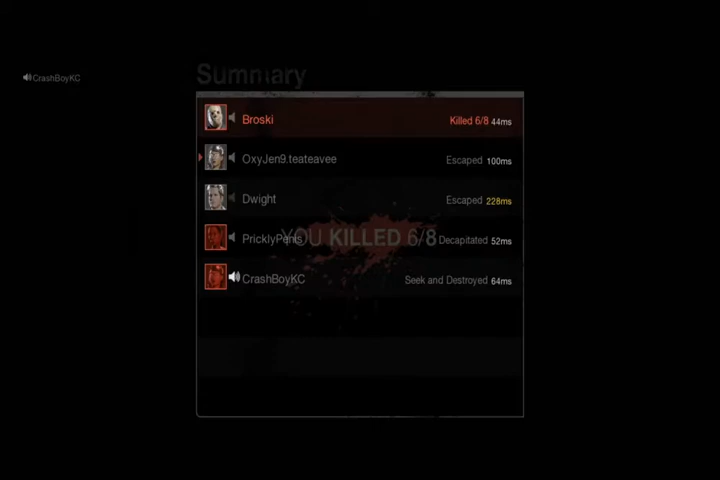 CrashBoyKC
Summary
Broski Killed 6/8 44ms
OxyJen9.teateavee Escaped 100ms
Dwight Escaped 228ms
YOU KILLED 6/8
PricklyPents Decapitated 52ms
CrashBoyKC Seek and Destroyed 64ms